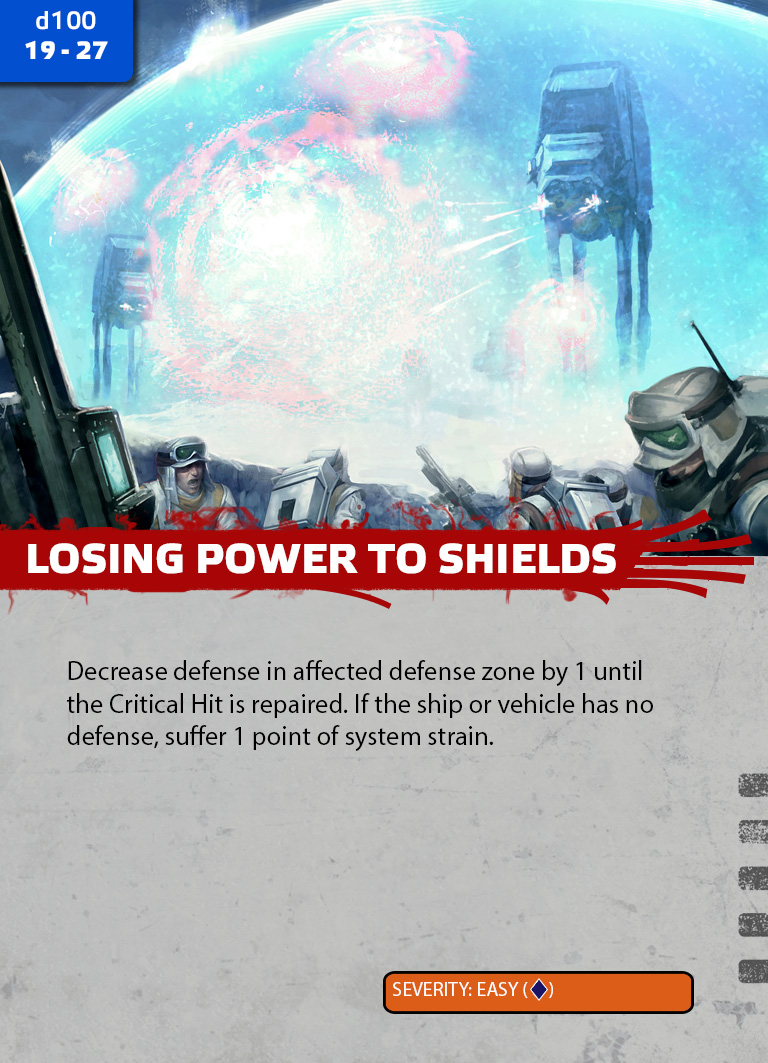 d100
19 - 27
LOSING POWER TO SHIELDS
Decrease defense in affected defense zone by 1 until
the Critical Hit is repaired. If the ship or vehicle has no
defense, suffer 1 point of system strain.
SEVERITY: EASY (◆)